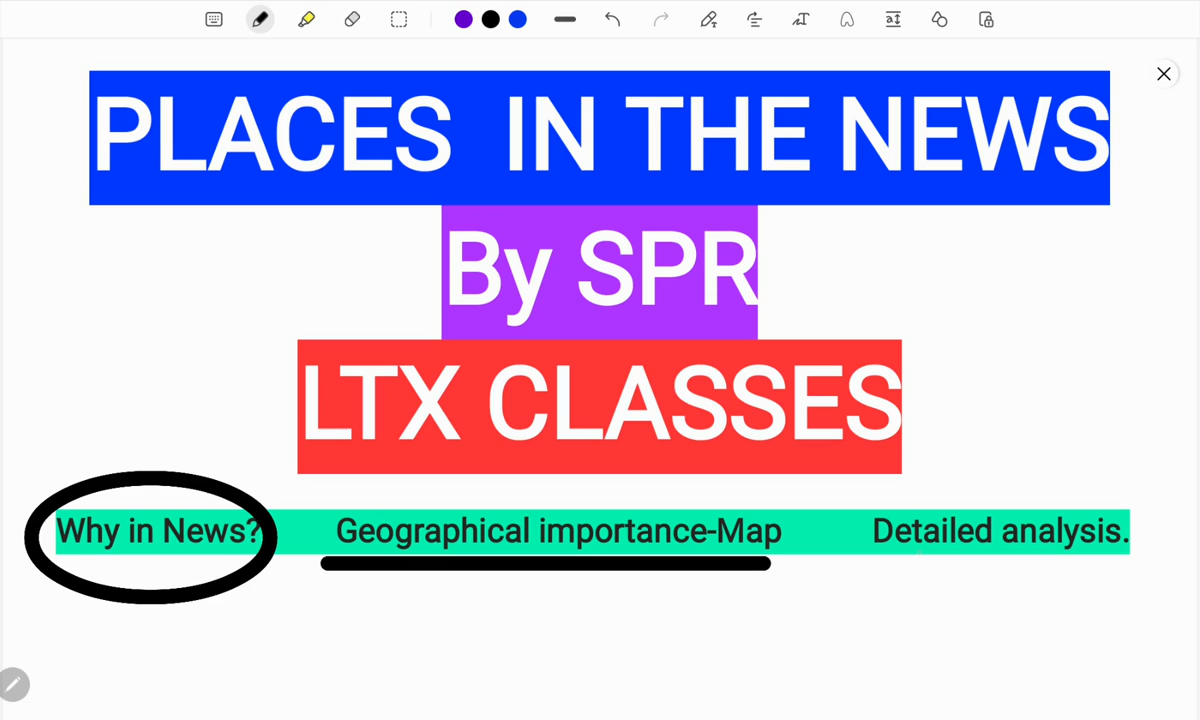 PLACES  IN THE NEWS
By SPR
LTX CLASSES
Why in News?  Geographical importance-Map  Detailed analysis.